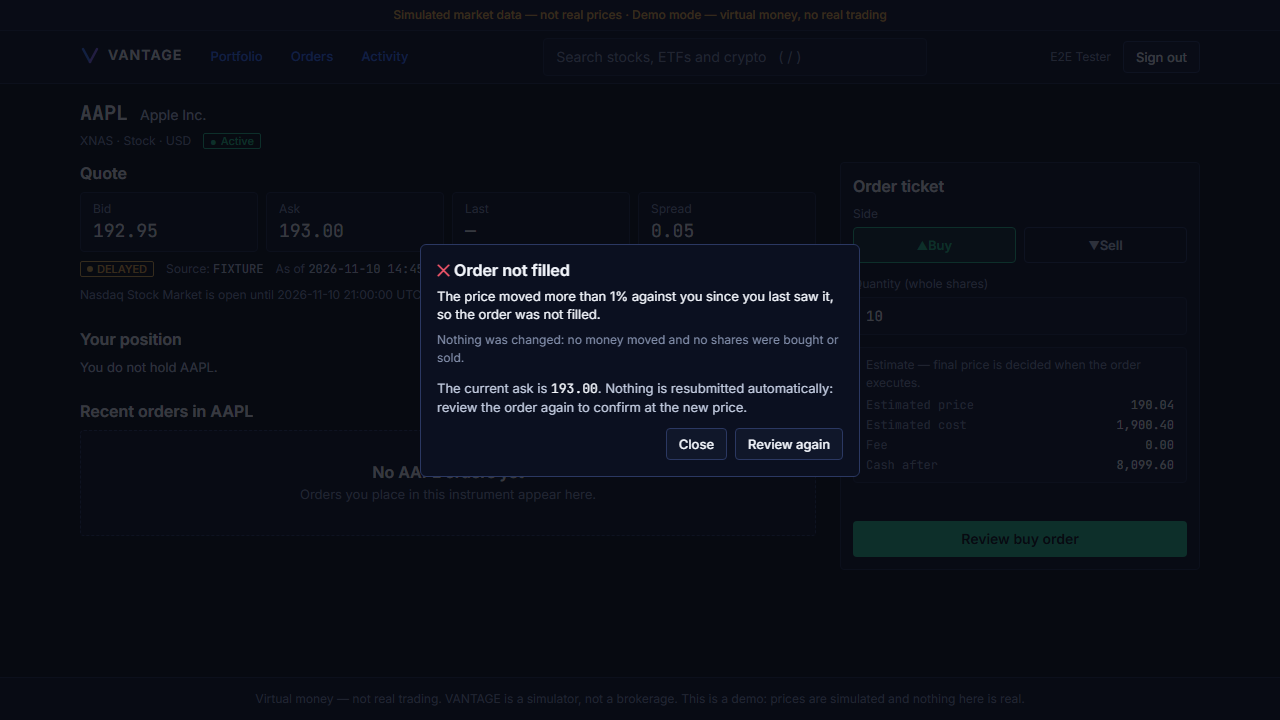 Simulated market data — not real prices · Demo mode — virtual money, no real trading
VANTAGE
Portfolio
Orders
Activity
Search stocks, ETFs and crypto ( / )
E2E Tester
Sign out
AAPL Apple Inc.
XNAS · Stock · USD
● Active
Quote
Bid
192.95
Ask
193.00
Last
—
Spread
0.05
● DELAYED
Source: FIXTURE
As of 2026-11-10 14:45
Nasdaq Stock Market is open until 2026-11-10 21:00:00 UTC
Your position
You do not hold AAPL.
Recent orders in AAPL
Orders you place in this instrument appear here.
Order not filled
The price moved more than 1% against you since you last saw it,
so the order was not filled.
Nothing was changed: no money moved and no shares were bought or
sold.
The current ask is 193.00. Nothing is resubmitted automatically:
review the order again to confirm at the new price.
Close
Review again
Order ticket
Side
▲Buy
▼Sell
(whole shares)
10
Estimate — final price is decided when the order
executes.
Estimated price 190.04
Estimated cost 1,900.40
Fee 0.00
Cash after 8,099.60
Review buy order
Virtual money — not real trading. VANTAGE is a simulator, not a brokerage. This is a demo: prices are simulated and nothing here is real.